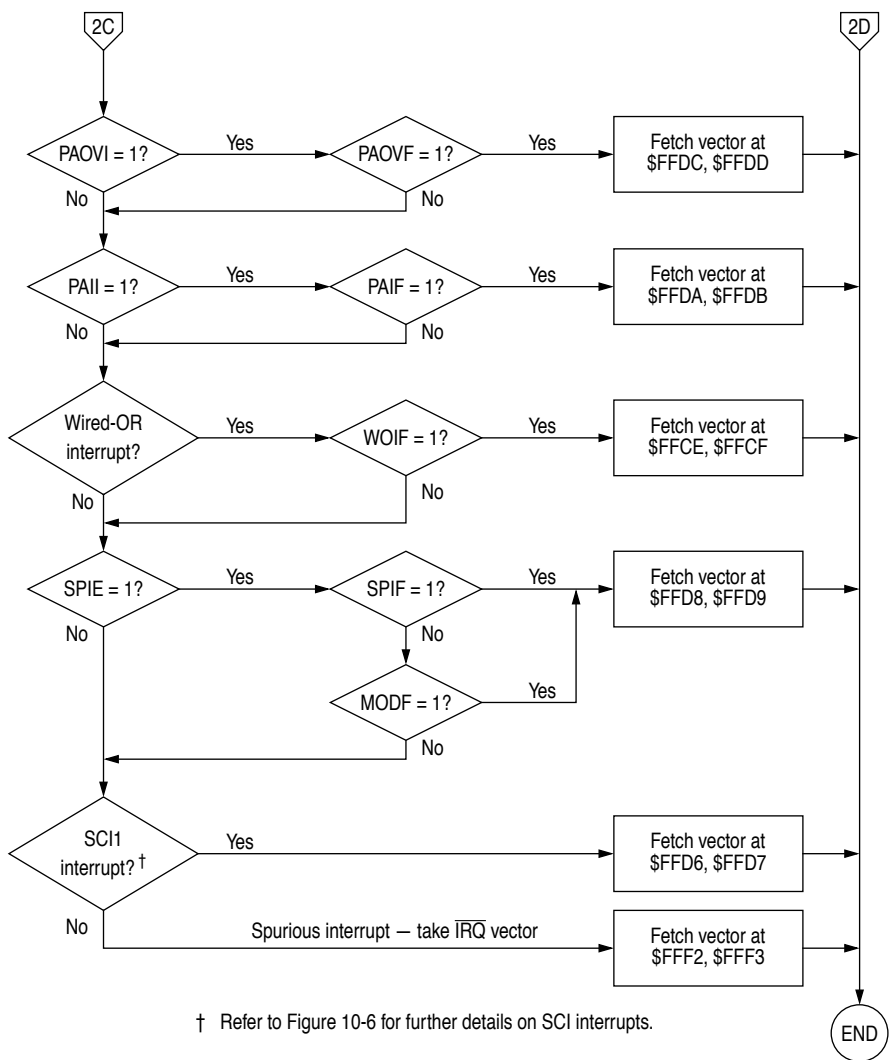 2C
2D
PAOVI = 1?
Yes
PAOVF = 1?
Yes
Fetch vector at
$FFDC, $FFDD
No
No
PAII = 1?
Yes
PAIF = 1?
Yes
Fetch vector at
$FFDA, $FFDB
No
No
Wired-OR
interrupt?
Yes
WOIF = 1?
Yes
Fetch vector at
$FFCE, $FFCF
No
No
SPIE = 1?
Yes
SPIF = 1?
Yes
Fetch vector at
$FFD8, $FFD9
No
No
MODF = 1?
Yes
No
SCI1
interrupt? †
Yes
Fetch vector at
$FFD6, $FFD7
No
Spurious interrupt — take I̅R̅Q̅ vector
Fetch vector at
$FFF2, $FFF3
† Refer to Figure 10-6 for further details on SCI interrupts.
END